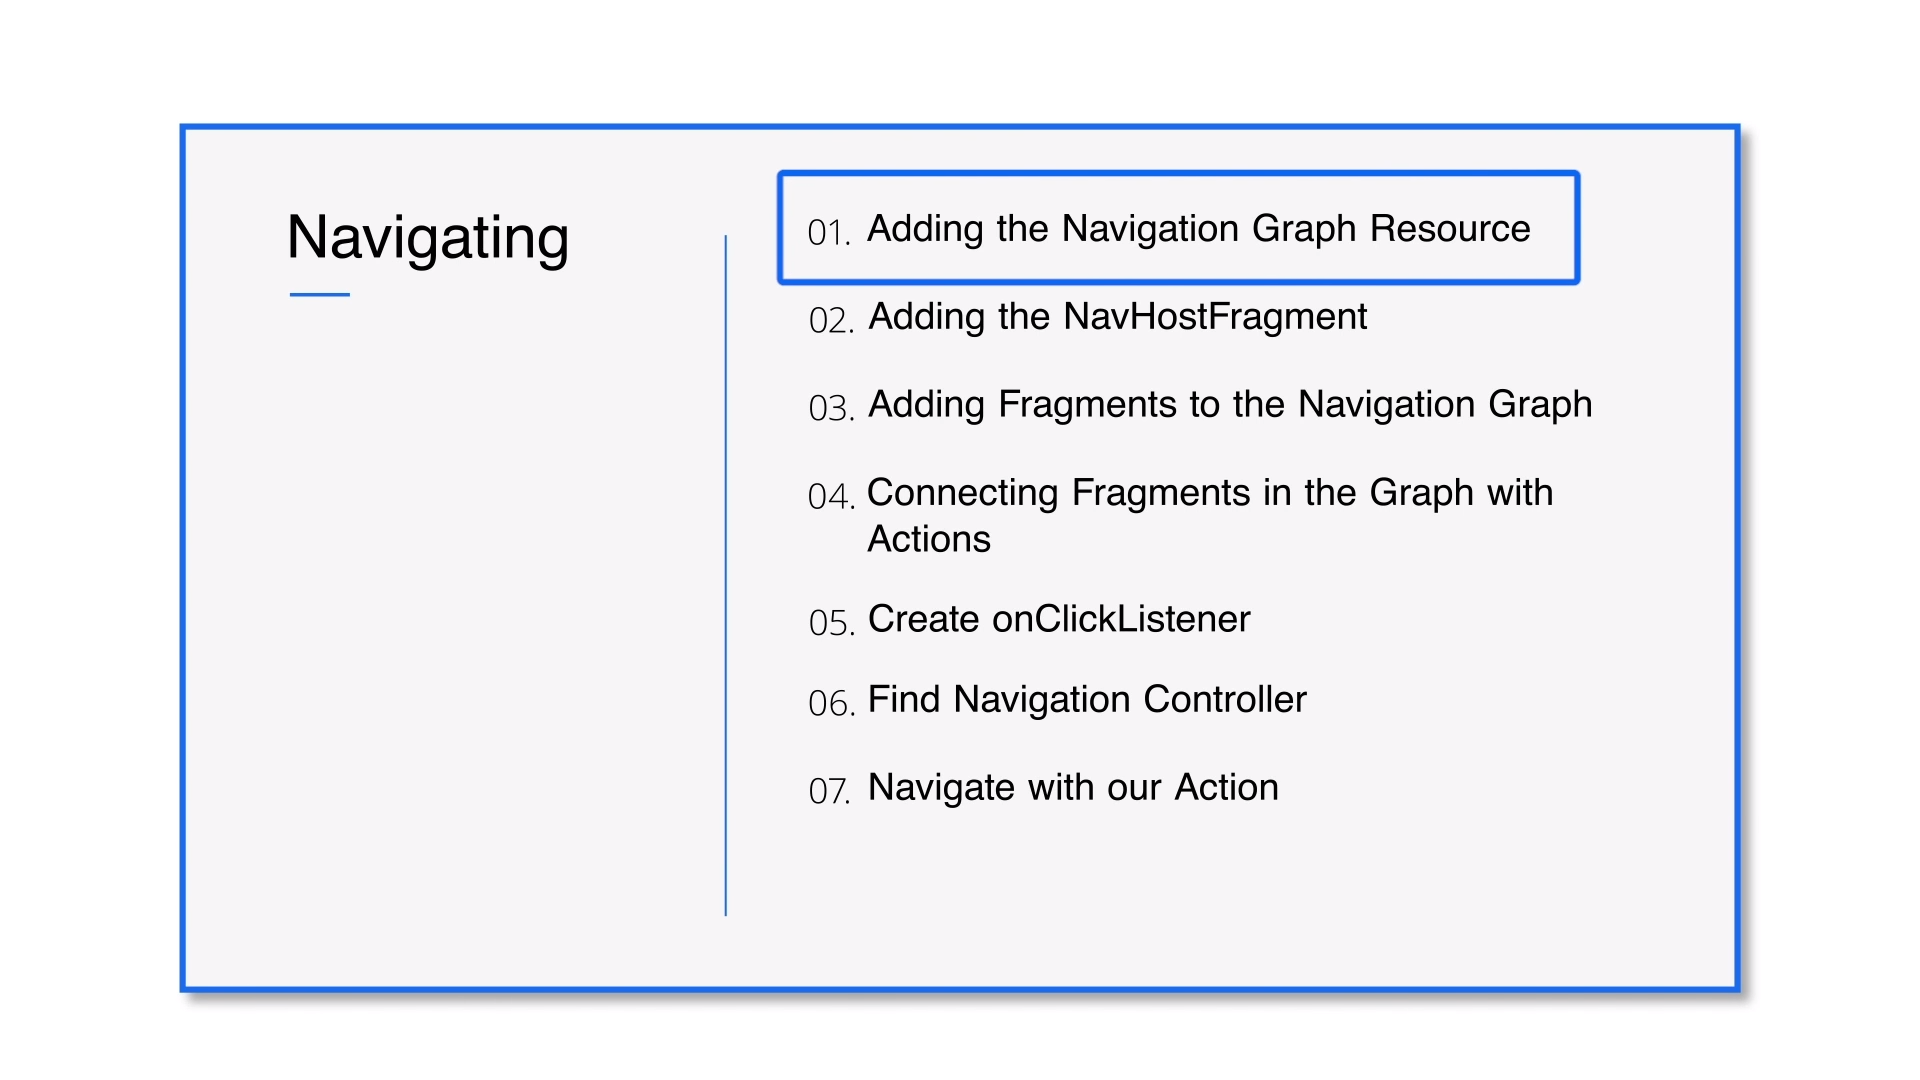 Navigating
01. Adding the Navigation Graph Resource
02. Adding the NavHostFragment
03. Adding Fragments to the Navigation Graph
04. Connecting Fragments in the Graph with
Actions
05. Create onClickListener
06. Find Navigation Controller
07. Navigate with our Action